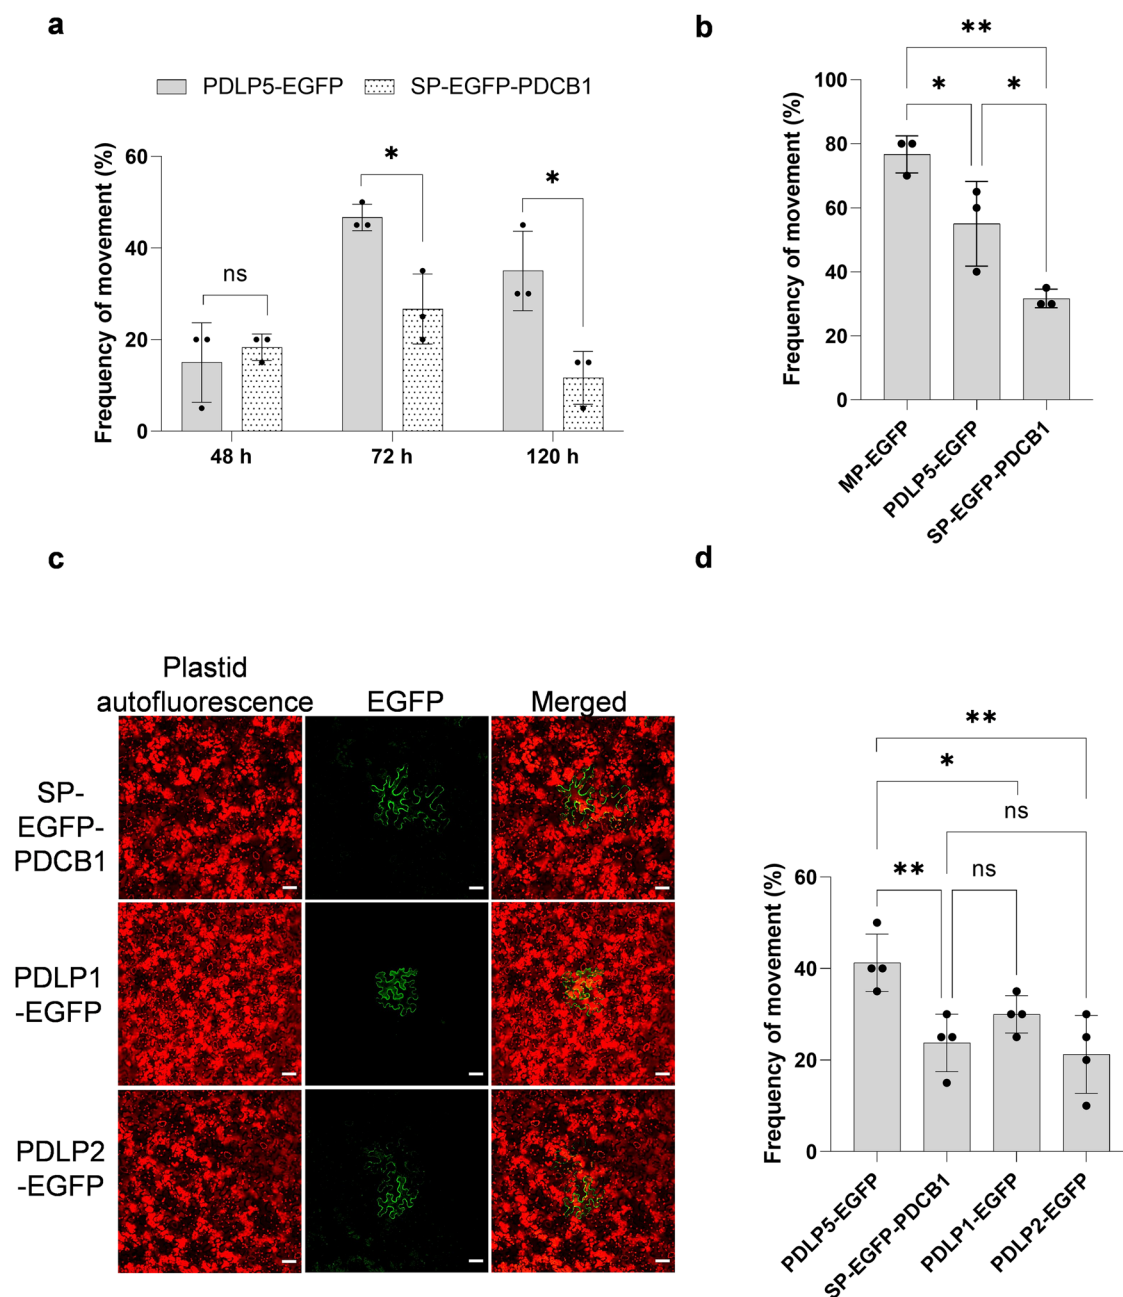 a
PDLP5-EGFP SP-EGFP-PDCB1
Frequency of movement (%)
60
40
20
0
ns
*
*
48 h 72 h 120 h
b
Frequency of movement (%)
100
80
60
40
20
0
**
* *
MP-EGFP
PDLP5-EGFP
SP-EGFP-PDCB1
c
Plastid
autofluorescence EGFP Merged
SP-
EGFP-
PDCB1
PDLP1
-EGFP
PDLP2
-EGFP
d
Frequency of movement (%)
60
40
20
0
**
*
ns
** ns
PDLP5-EGFP
SP-EGFP-PDCB1
PDLP1-EGFP
PDLP2-EGFP